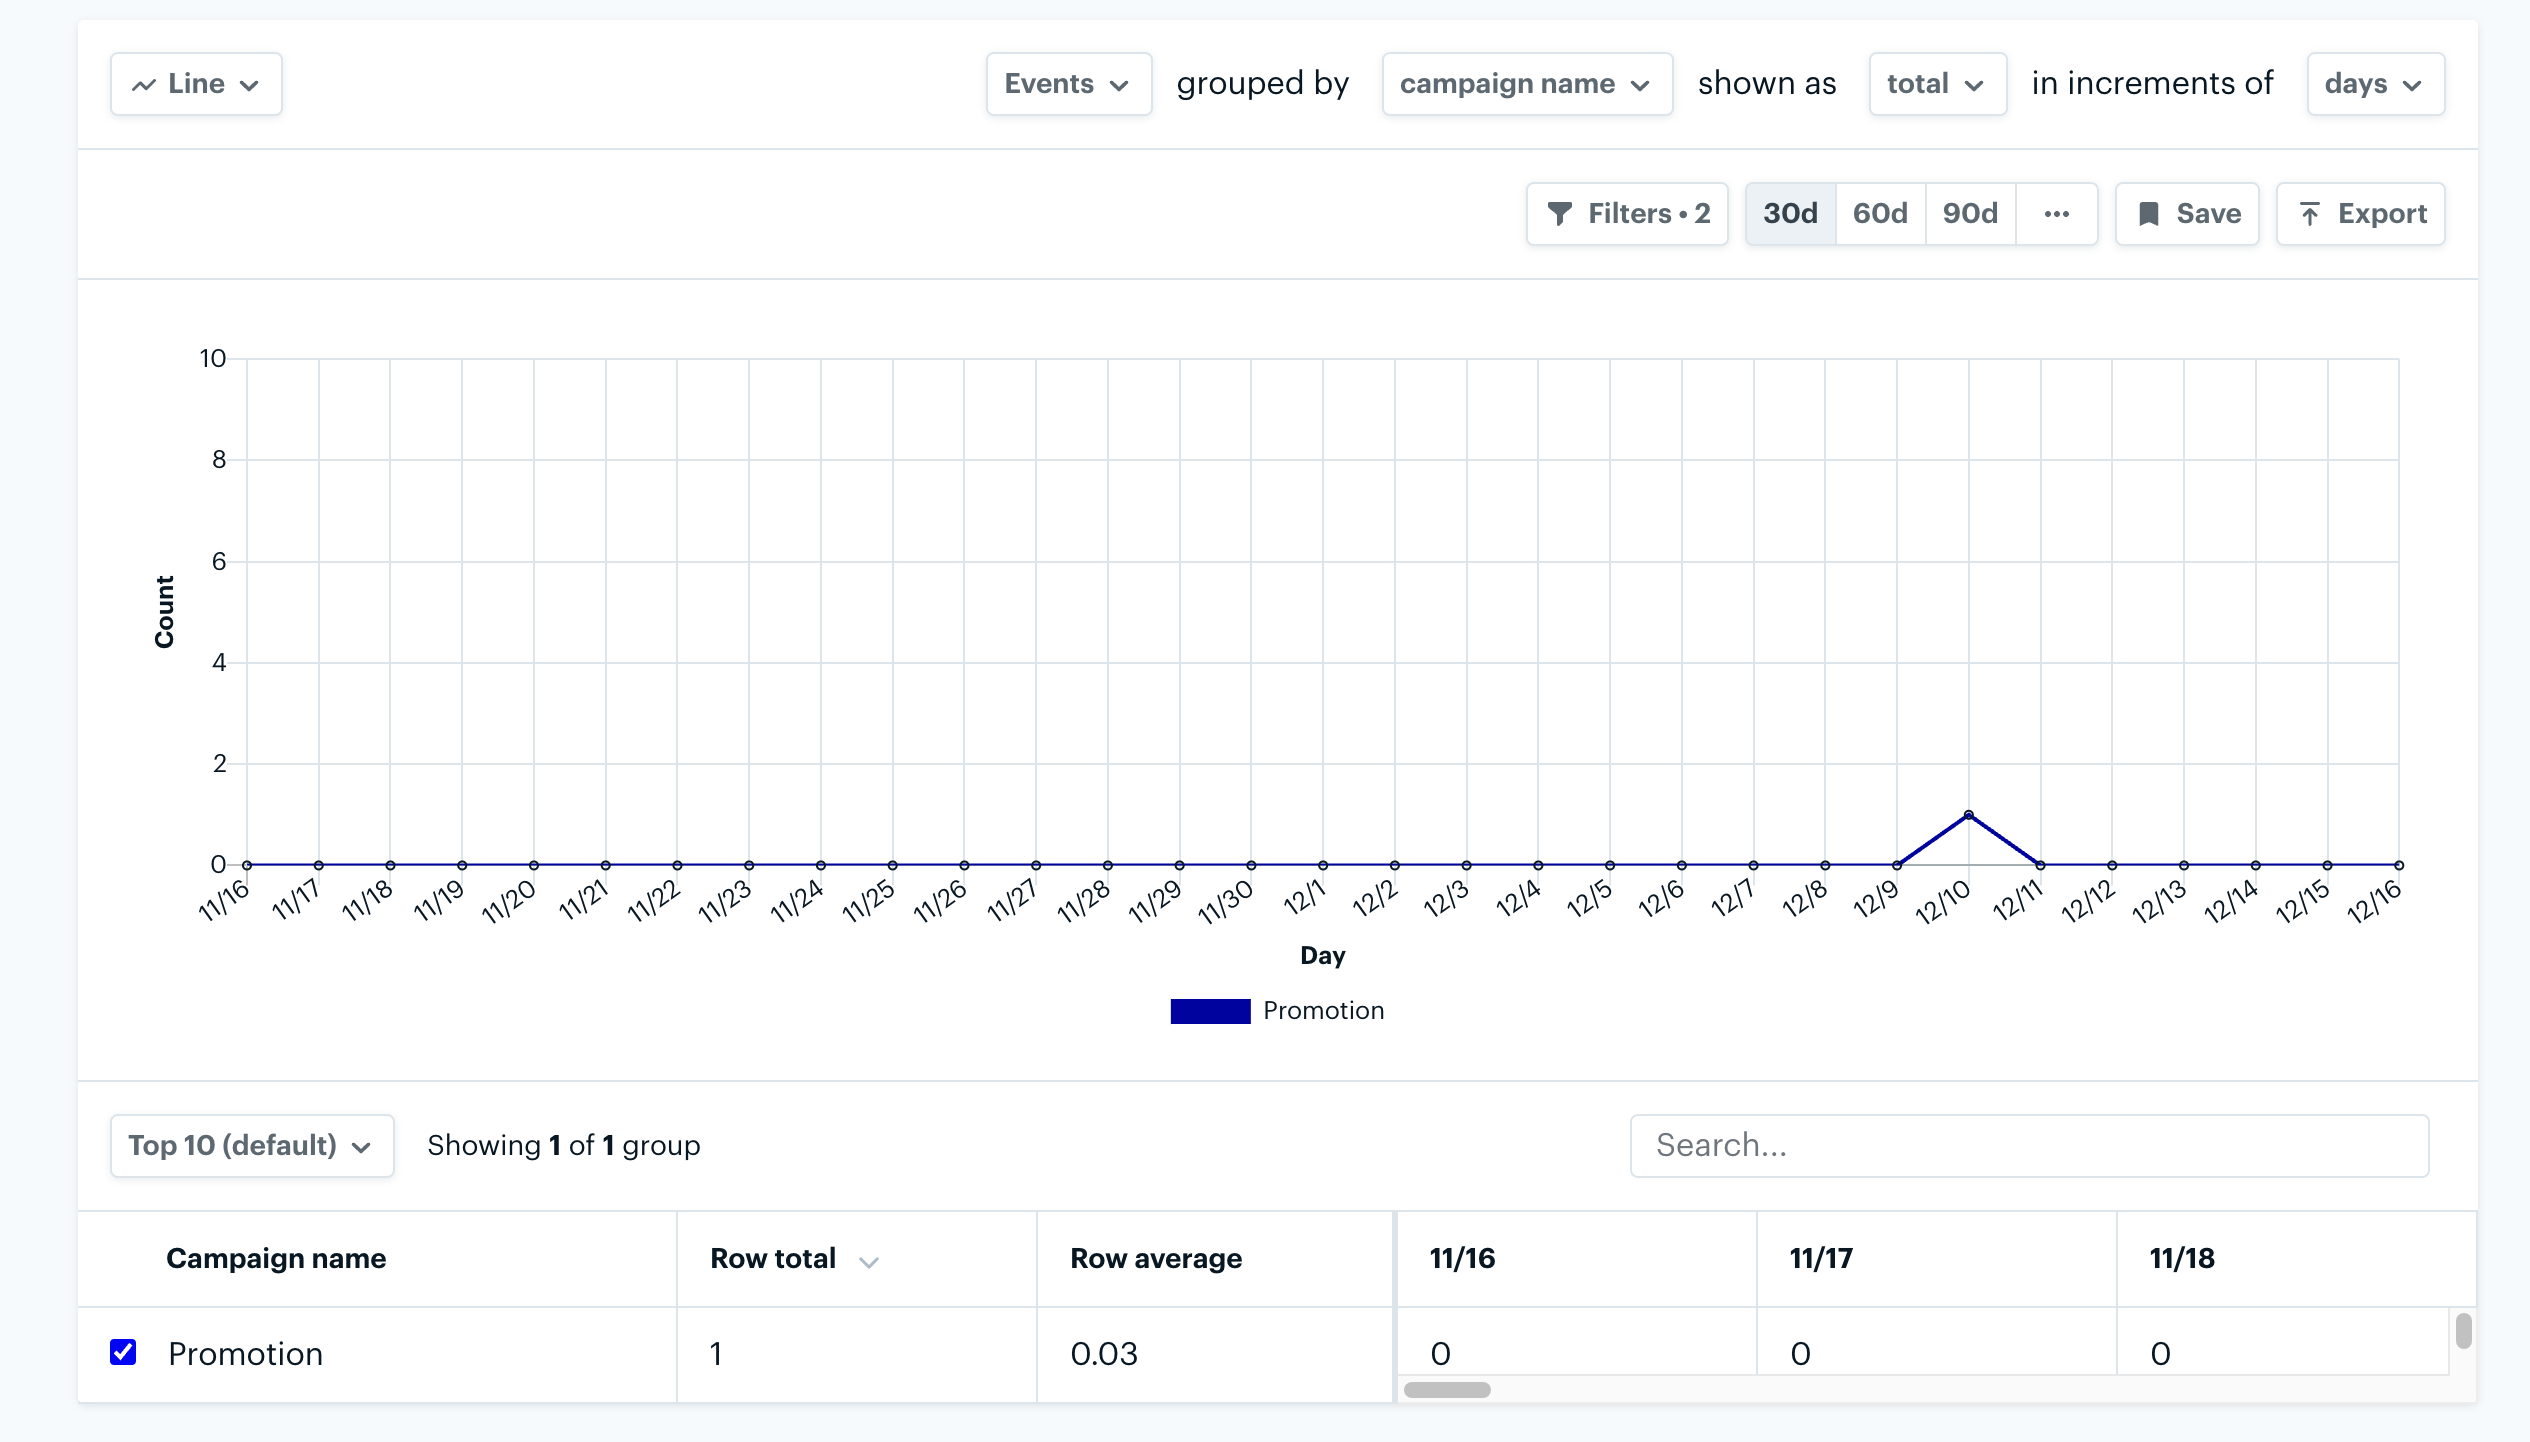 Line Events grouped by campaign name shown as total in increments of days
Filters • 2 30d 60d 90d ••• Save Export
10
8
6
4
2
0
Count
11/16 11/17 11/18 11/19 11/20 11/21 11/22 11/23 11/24 11/25 11/26 11/27 11/28 11/29 11/30 12/1 12/2 12/3 12/4 12/5 12/6 12/7 12/8 12/9 12/10 12/11 12/12 12/13 12/14 12/15 12/16
Day
Promotion
Top 10 (default) Showing 1 of 1 group Search...
Campaign name Row total Row average 11/16 11/17 11/18
Promotion 1 0.03 0 0 0